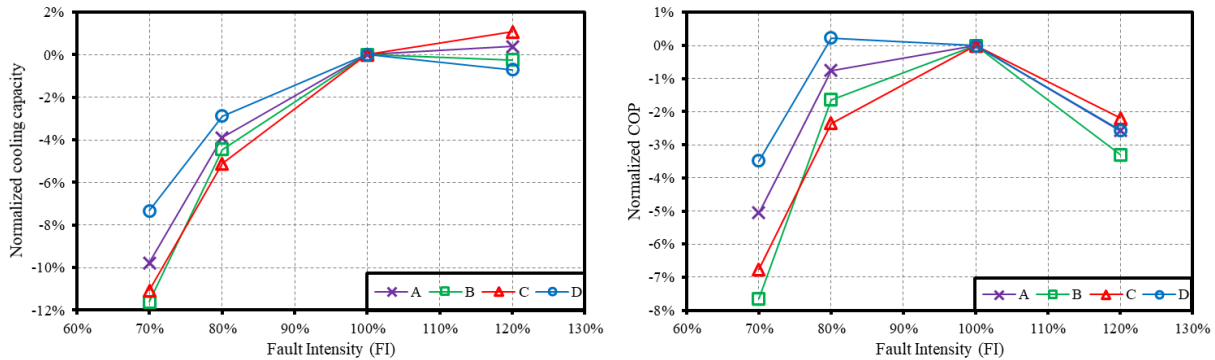 2%
0%
-2%
-4%
-6%
-8%
-10%
-12%
Normalized cooling capacity
60% 70% 80% 90% 100% 110% 120% 130%
Fault Intensity (FI)
A B C D
1%
0%
-1%
-2%
-3%
-4%
-5%
-6%
-7%
-8%
Normalized COP
60% 70% 80% 90% 100% 110% 120% 130%
Fault Intensity (FI)
A B C D